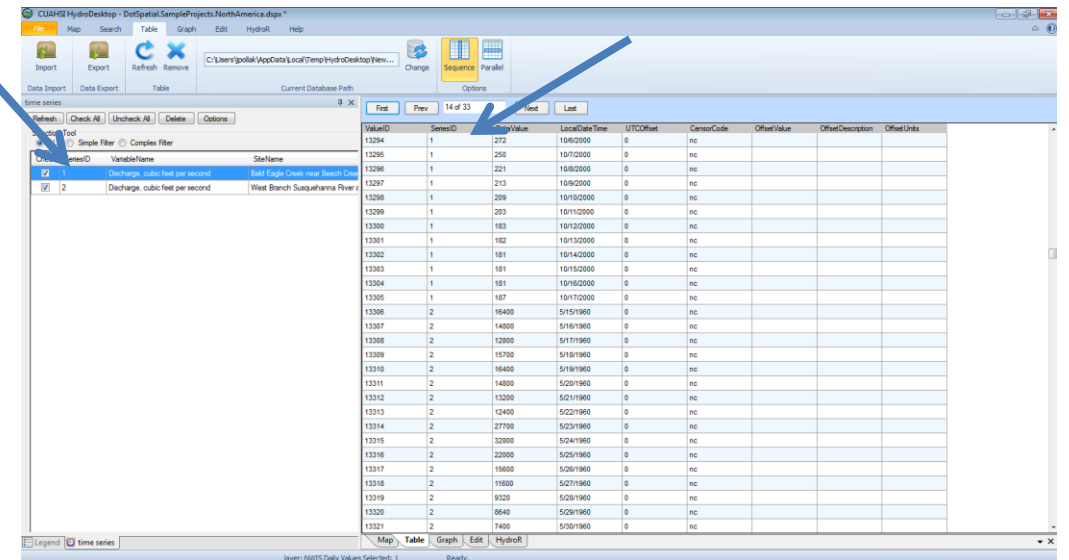 CUAHSI HydroDesktop - DotSpatial.SampleProjects.NorthAmerica.dspx *
File Map Search Table Graph Edit HydroR Help
Import Export Refresh Remove C:\Users\jpollak\AppData\Local\Temp\HydroDesktop\New... Change Sequence Parallel
Data Import Data Export Table Current Database Path Options
time series
Refresh Check All Uncheck All Delete Options
Simple Filter Complex Filter
SeriesID VariableName SiteName
1 Discharge, cubic feet per second Bald Eagle Creek near Beech Cree
2 Discharge, cubic feet per second West Branch Susquehanna River a
First Prev 14 of 33 Next Last
ValueID SeriesID DataValue LocalDateTime UTCOffset CensorCode OffsetValue OffsetDescription OffsetUnits
13294 1 272 10/6/2000 0 nc
13295 1 250 10/7/2000 0 nc
13296 1 221 10/8/2000 0 nc
13297 1 213 10/9/2000 0 nc
13298 1 209 10/10/2000 0 nc
13299 1 203 10/11/2000 0 nc
13300 1 183 10/12/2000 0 nc
13301 1 182 10/13/2000 0 nc
13302 1 181 10/14/2000 0 nc
13303 1 181 10/15/2000 0 nc
13304 1 181 10/16/2000 0 nc
13305 1 187 10/17/2000 0 nc
13306 2 16400 5/15/1960 0 nc
13307 2 14800 5/16/1960 0 nc
13308 2 12800 5/17/1960 0 nc
13309 2 15700 5/18/1960 0 nc
13310 2 16400 5/19/1960 0 nc
13311 2 14800 5/20/1960 0 nc
13312 2 13200 5/21/1960 0 nc
13313 2 12400 5/22/1960 0 nc
13314 2 27700 5/23/1960 0 nc
13315 2 32800 5/24/1960 0 nc
13316 2 22000 5/25/1960 0 nc
13317 2 15600 5/26/1960 0 nc
13318 2 11600 5/27/1960 0 nc
13319 2 9320 5/28/1960 0 nc
13320 2 8640 5/29/1960 0 nc
13321 2 7400 5/30/1960 0 nc
Legend time series
Map Table Graph Edit HydroR
layer: NWIS Daily Values Selected: 1 Ready.